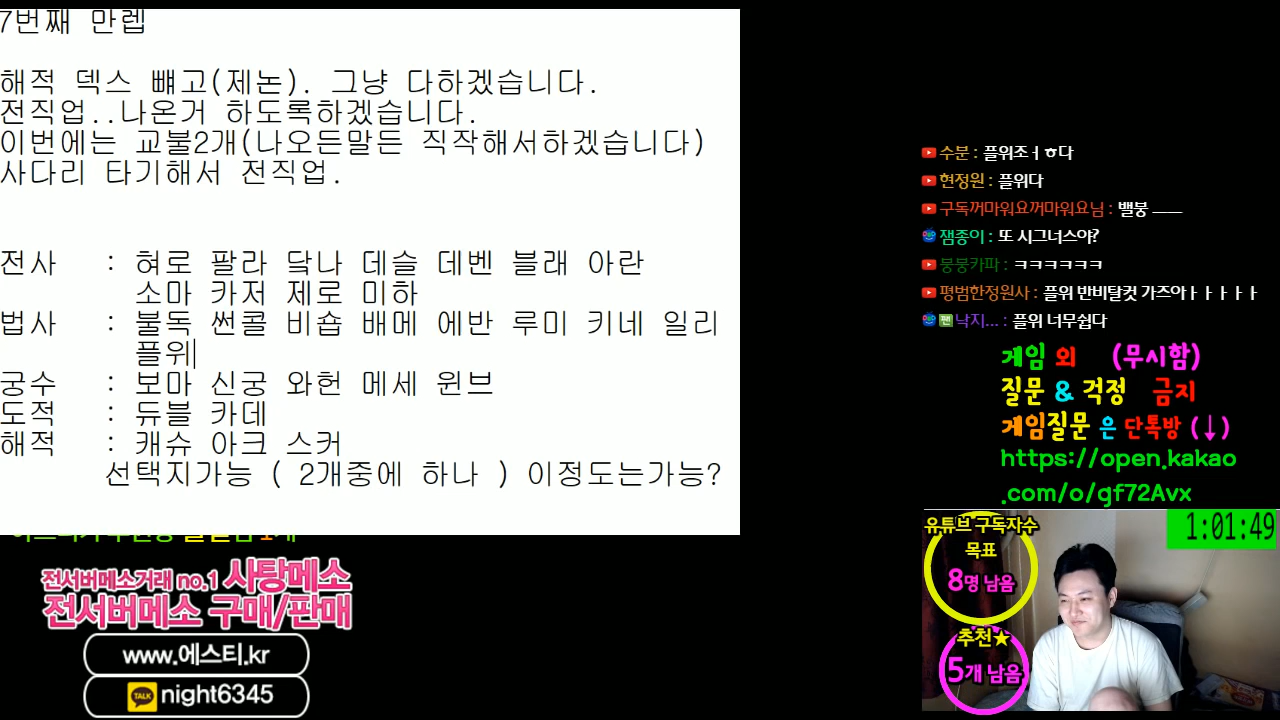 7번째 만렙
해적 덱스 뺴고(제논). 그냥 다하겠습니다.
전직업..나온거 하도록하겠습니다.
이번에는 교불2개(나오든말든 직작해서하겠습니다)
사다리 타기해서 전직업.
전사 : 혀로 팔라 닼나 데슬 데벤 블래 아란
소마 카저 제로 미하
법사 : 불독 썬콜 비숍 배메 에반 루미 키네 일리
플위
궁수 : 보마 신궁 와헌 메세 윈브
도적 : 듀블 카데
해적 : 캐슈 아크 스커
선택지가능 ( 2개중에 하나 ) 이정도는가능?
수분 : 플위조ㅓㅎ다
현정원 : 플위다
구독꺼마워요꺼마워요님 : 밸붕 ㅡㅡ
잼종이 : 또 시그너스야?
붕붕카파 : ㅋㅋㅋㅋㅋㅋ
평범한정원사 : 플위 반비탈컷 가즈아ㅏㅏㅏㅏㅏ
팬 낙지... : 플위 너무쉽다
게임 외 (무시함)
질문 & 걱정 금지
게임질문 은 단톡방 (↓)
https://open.kakao
.com/o/gf72Avx
유튜브 구독자수
목표
8명 남음
추천★
5개 남음
1:01:49
전서버메소거래 no.1 사탕메소
전서버메소 구매/판매
www.에스티.kr
TALK night6345